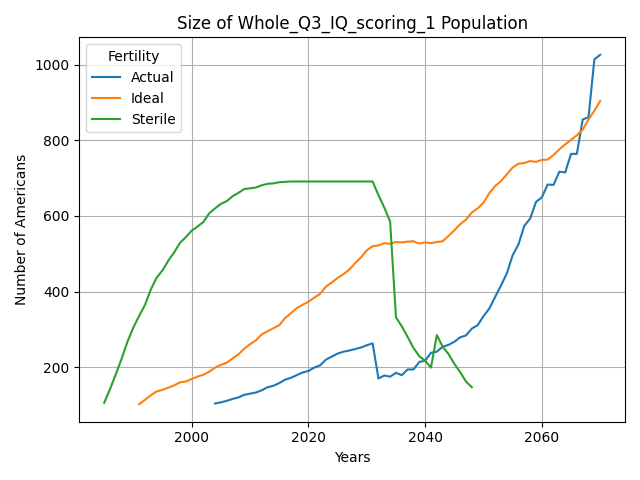 Size of Whole_Q3_IQ_scoring_1 Population
Fertility
Actual
Ideal
Sterile
Number of Americans
1000
800
600
400
200
2000
2020
2040
2060
Years